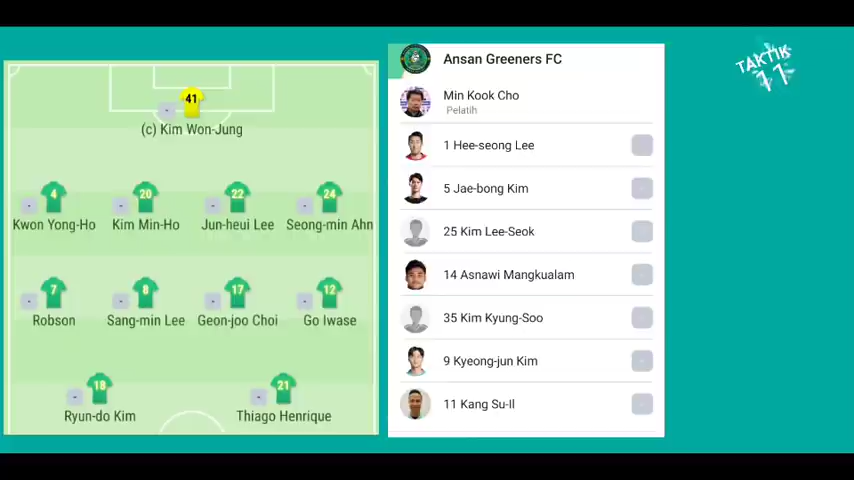 41
(c) Kim Won-Jung
4
20
22
24
Kwon Yong-Ho
Kim Min-Ho
Jun-heui Lee
Seong-min Ahn
7
8
17
12
Robson
Sang-min Lee
Geon-joo Choi
Go Iwase
18
21
Ryun-do Kim
Thiago Henrique
Ansan Greeners FC
Min Kook Cho
Pelatih
1 Hee-seong Lee
5 Jae-bong Kim
25 Kim Lee-Seok
14 Asnawi Mangkualam
35 Kim Kyung-Soo
9 Kyeong-jun Kim
11 Kang Su-Il
TAKTIK
11